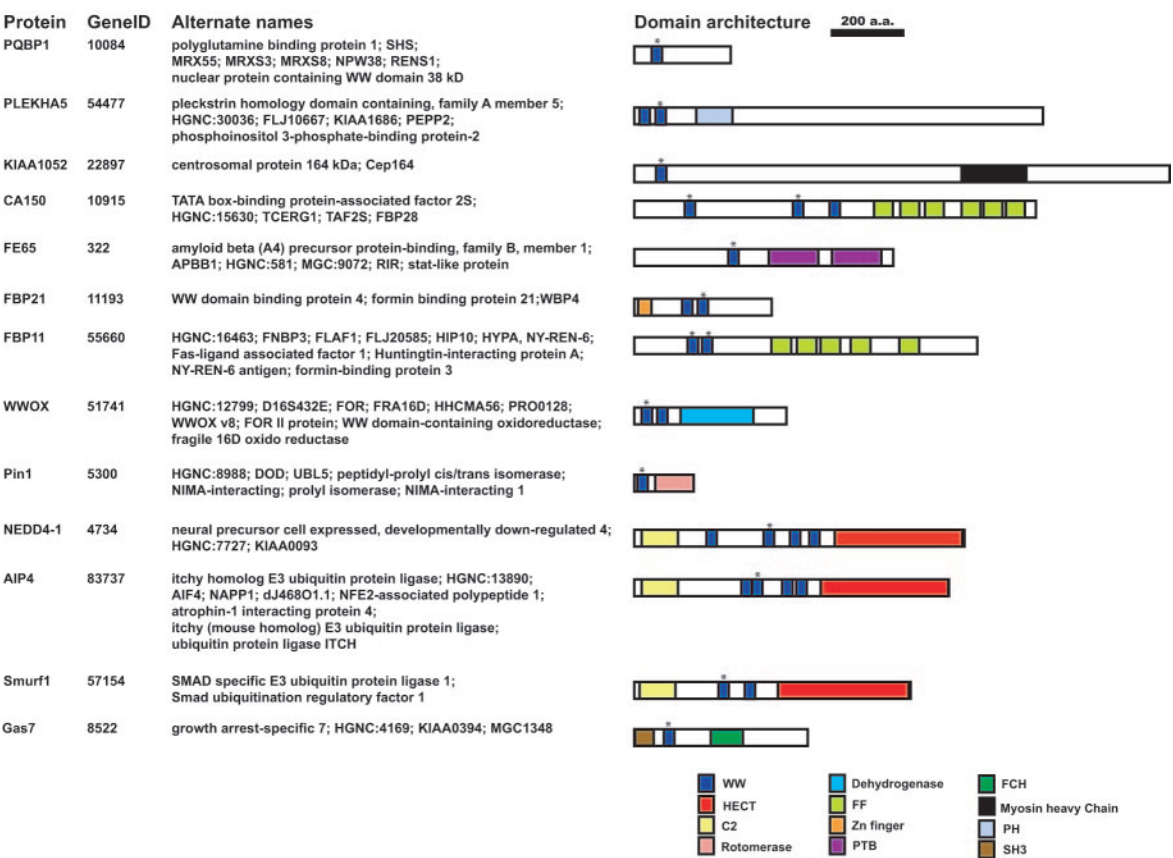 Protein GeneID Alternate names Domain architecture 200 a.a.
PQBP1 10084 polyglutamine binding protein 1; SHS;
MRX55; MRXS3; MRXS8; NPW38; RENS1;
nuclear protein containing WW domain 38 kD
*
PLEKHA5 54477 pleckstrin homology domain containing, family A member 5;
HGNC:30036; FLJ10667; KIAA1686; PEPP2;
phosphoinositol 3-phosphate-binding protein-2
*
KIAA1052 22897 centrosomal protein 164 kDa; Cep164
*
CA150 10915 TATA box-binding protein-associated factor 2S;
HGNC:15630; TCERG1; TAF2S; FBP28
* *
FE65 322 amyloid beta (A4) precursor protein-binding, family B, member 1;
APBB1; HGNC:581; MGC:9072; RIR; stat-like protein
*
FBP21 11193 WW domain binding protein 4; formin binding protein 21;WBP4
*
FBP11 55660 HGNC:16463; FNBP3; FLAF1; FLJ20585; HIP10; HYPA, NY-REN-6;
Fas-ligand associated factor 1; Huntingtin-interacting protein A;
NY-REN-6 antigen; formin-binding protein 3
* *
WWOX 51741 HGNC:12799; D16S432E; FOR; FRA16D; HHCMA56; PRO0128;
WWOX v8; FOR II protein; WW domain-containing oxidoreductase;
fragile 16D oxido reductase
*
Pin1 5300 HGNC:8988; DOD; UBL5; peptidyl-prolyl cis/trans isomerase;
NIMA-interacting; prolyl isomerase; NIMA-interacting 1
*
NEDD4-1 4734 neural precursor cell expressed, developmentally down-regulated 4;
HGNC:7727; KIAA0093
*
AIP4 83737 itchy homolog E3 ubiquitin protein ligase; HGNC:13890;
AIF4; NAPP1; dJ468O1.1; NFE2-associated polypeptide 1;
atrophin-1 interacting protein 4;
itchy (mouse homolog) E3 ubiquitin protein ligase;
ubiquitin protein ligase ITCH
*
Smurf1 57154 SMAD specific E3 ubiquitin protein ligase 1;
Smad ubiquitination regulatory factor 1
*
Gas7 8522 growth arrest-specific 7; HGNC:4169; KIAA0394; MGC1348
*
WW Dehydrogenase FCH
HECT FF Myosin heavy Chain
C2 Zn finger PH
Rotomerase PTB SH3